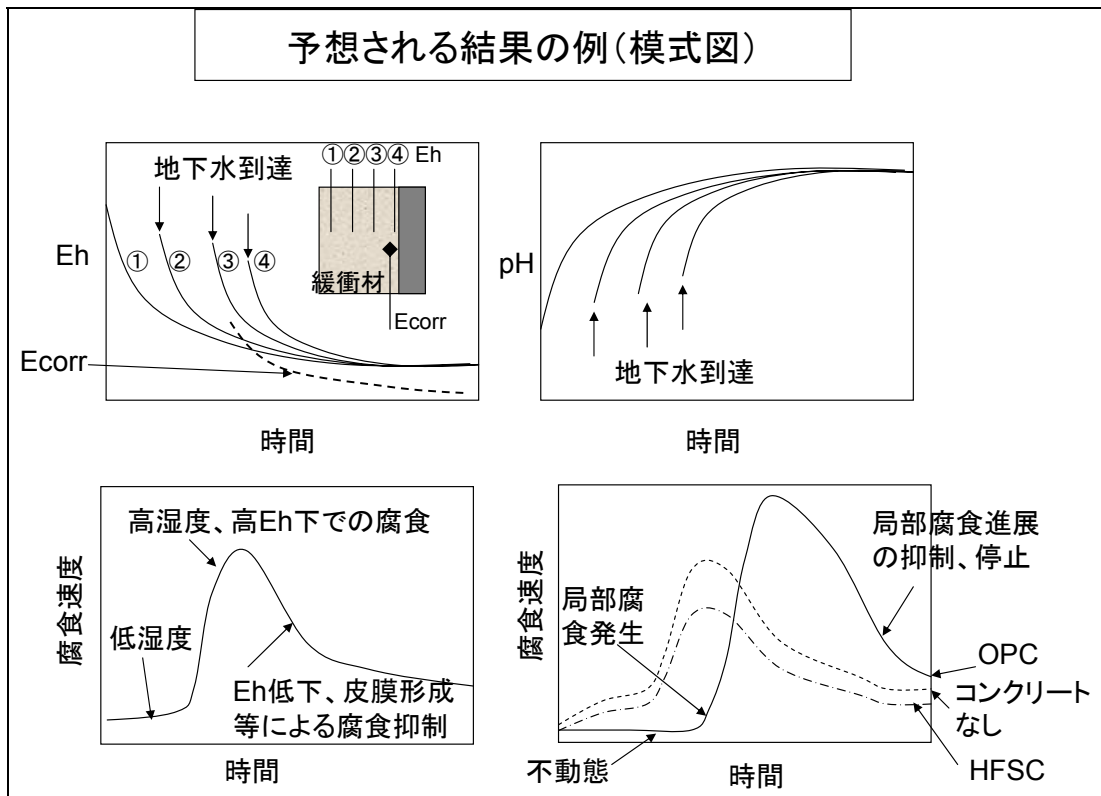 予想される結果の例（模式図）
地下水到達
①②③④ Eh
Eh
①
②
③
④
緩衝材
Ecorr
Ecorr
時間
pH
地下水到達
時間
高湿度、高Eh下での腐食
腐食速度
低湿度
Eh低下、皮膜形成
等による腐食抑制
時間
局部腐食進展
の抑制、停止
腐食速度
局部腐
食発生
OPC
コンクリート
なし
不動態
時間
HFSC